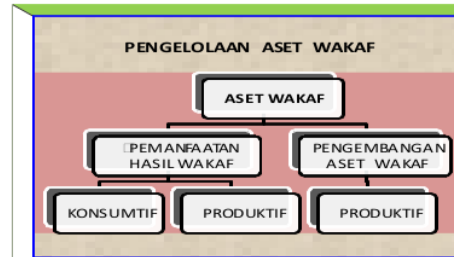 PENGELOLAAN ASET WAKAF
ASET WAKAF
PEMANFAATAN
HASIL WAKAF
PENGEMBANGAN
ASET WAKAF
KONSUMTIF
PRODUKTIF
PRODUKTIF